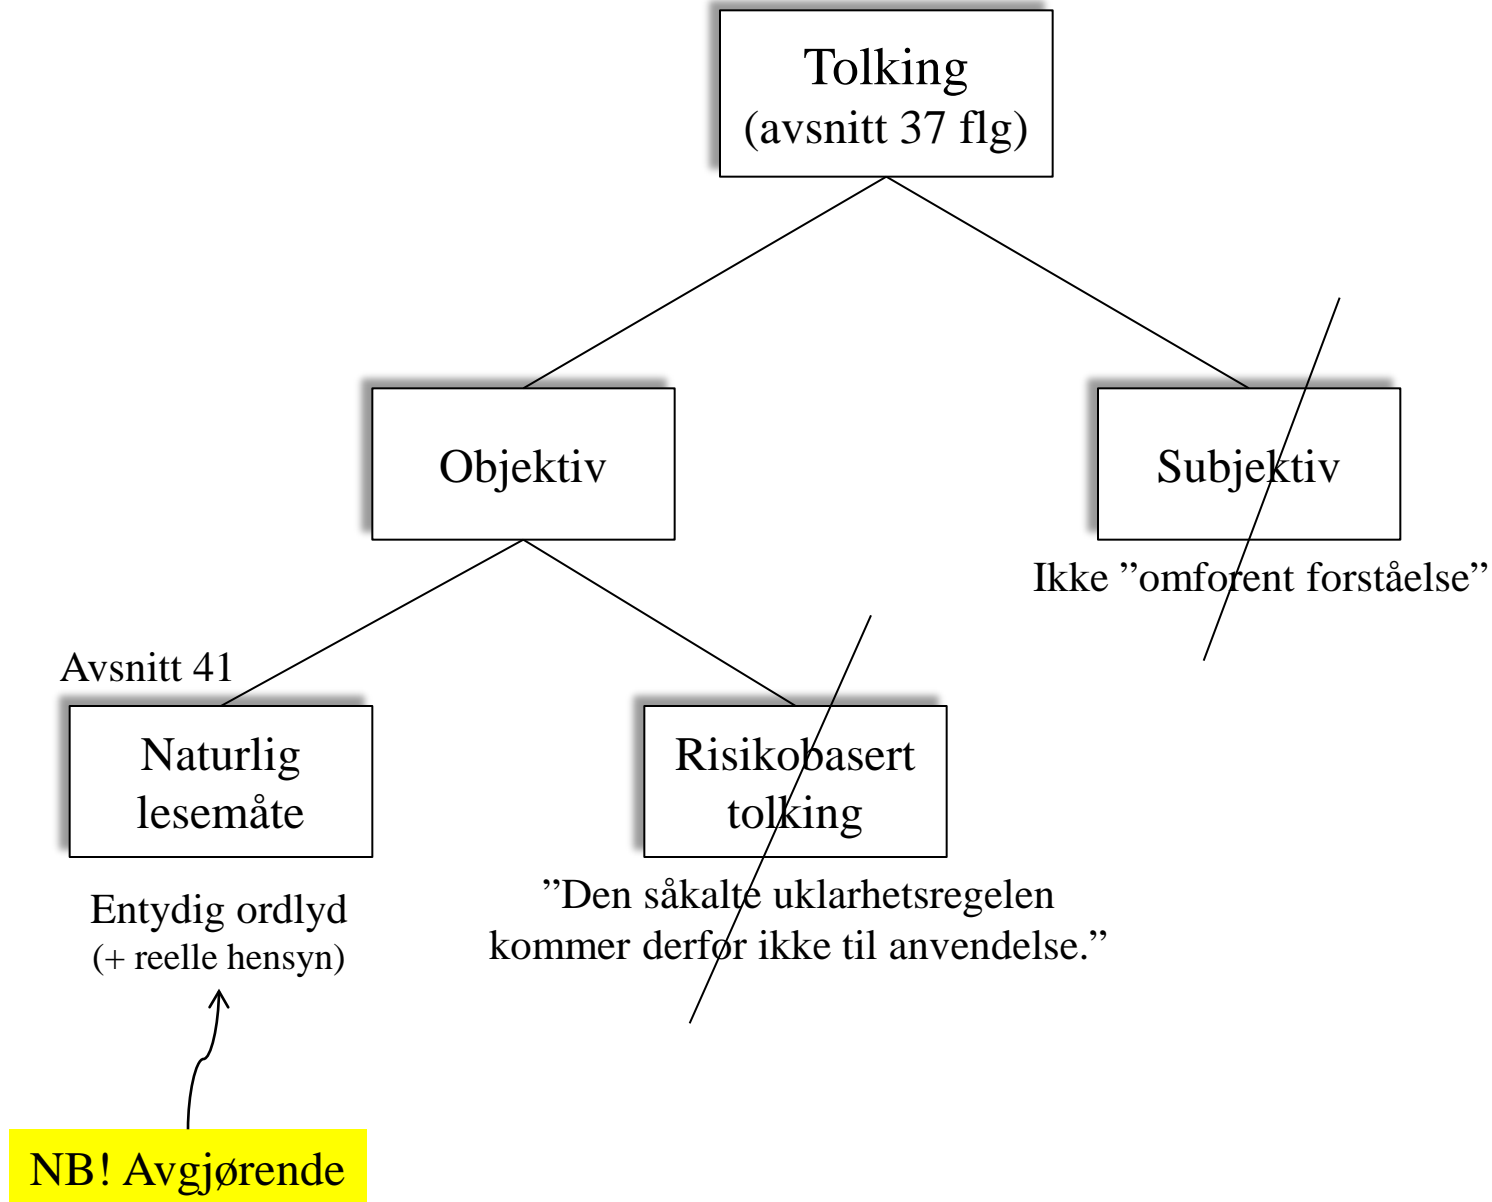 Tolking
(avsnitt 37 flg)
Objektiv
Subjektiv
Ikke ”omforent forståelse”
Avsnitt 41
Naturlig
lesemåte
Risikobasert
tolking
Entydig ordlyd
(+ reelle hensyn)
”Den såkalte uklarhetsregelen
kommer derfor ikke til anvendelse.”
NB! Avgjørende